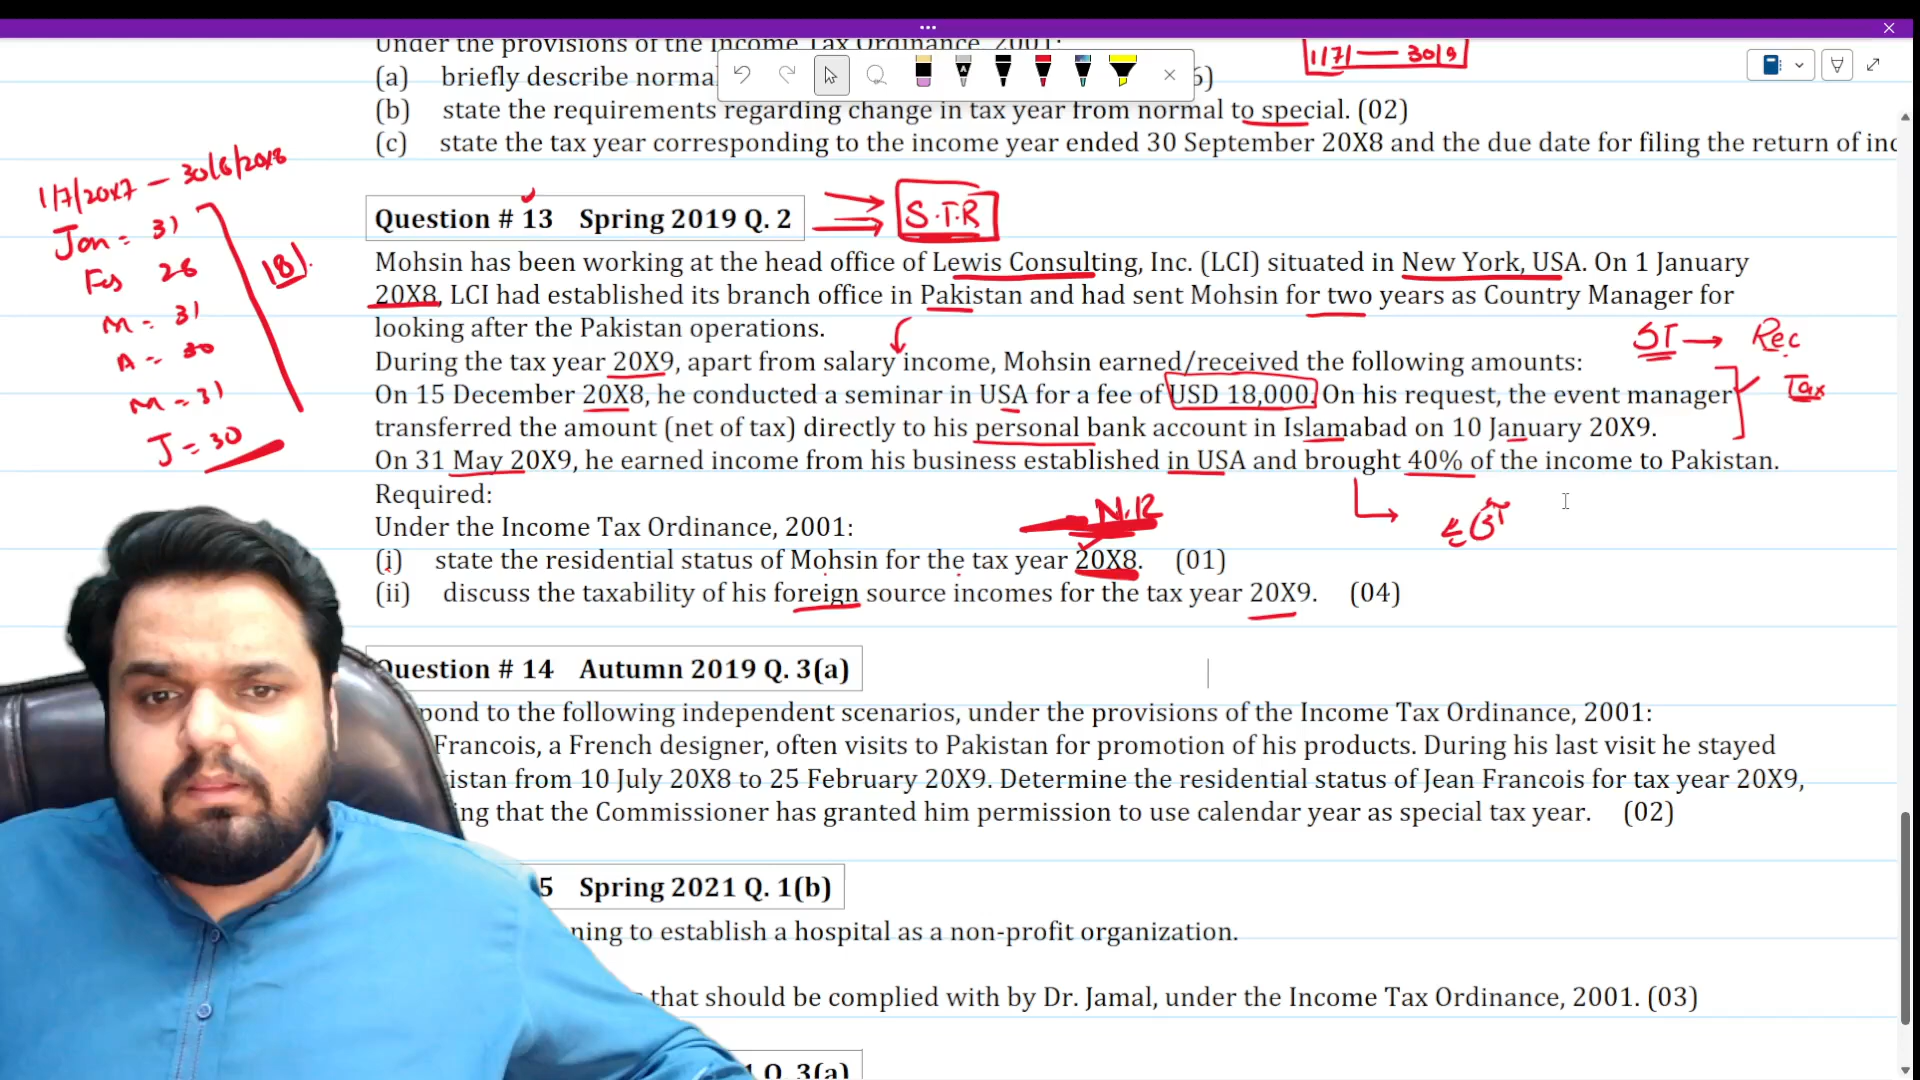 Under the provisions of the Income Tax Ordinance, 2001:
1/7/ — 30/9
(a) briefly describe normal 6)
(b) state the requirements regarding change in tax year from normal to special. (02)
(c) state the tax year corresponding to the income year ended 30 September 20X8 and the due date for filing the return of inc
1/7/20X7 — 30/6/20X8
Jan = 31
Feb 28
M = 31
A = 30
M = 31
J = 30
181
Question # 13 Spring 2019 Q. 2
S.T.R
Mohsin has been working at the head office of Lewis Consulting, Inc. (LCI) situated in New York, USA. On 1 January
20X8, LCI had established its branch office in Pakistan and had sent Mohsin for two years as Country Manager for
looking after the Pakistan operations.
ST → Rec
During the tax year 20X9, apart from salary income, Mohsin earned/received the following amounts:
Tax
On 15 December 20X8, he conducted a seminar in USA for a fee of USD 18,000. On his request, the event manager
transferred the amount (net of tax) directly to his personal bank account in Islamabad on 10 January 20X9.
On 31 May 20X9, he earned income from his business established in USA and brought 40% of the income to Pakistan.
Required:
N.R
Under the Income Tax Ordinance, 2001:
(i) state the residential status of Mohsin for the tax year 20X8. (01)
(ii) discuss the taxability of his foreign source incomes for the tax year 20X9. (04)
Question # 14 Autumn 2019 Q. 3(a)
pond to the following independent scenarios, under the provisions of the Income Tax Ordinance, 2001:
Francois, a French designer, often visits to Pakistan for promotion of his products. During his last visit he stayed
istan from 10 July 20X8 to 25 February 20X9. Determine the residential status of Jean Francois for tax year 20X9,
ing that the Commissioner has granted him permission to use calendar year as special tax year. (02)
5 Spring 2021 Q. 1(b)
ning to establish a hospital as a non-profit organization.
that should be complied with by Dr. Jamal, under the Income Tax Ordinance, 2001. (03)
Q. 3(a)